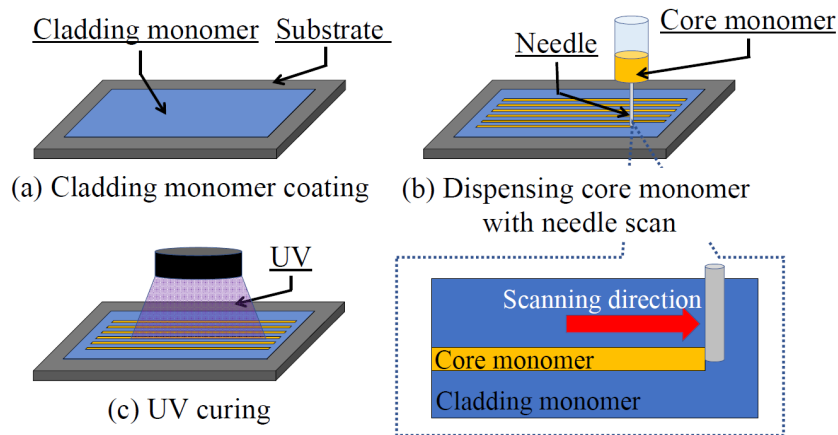 Cladding monomer
Substrate
(a) Cladding monomer coating
Needle
Core monomer
(b) Dispensing core monomer
with needle scan
UV
(c) UV curing
Scanning direction
Core monomer
Cladding monomer